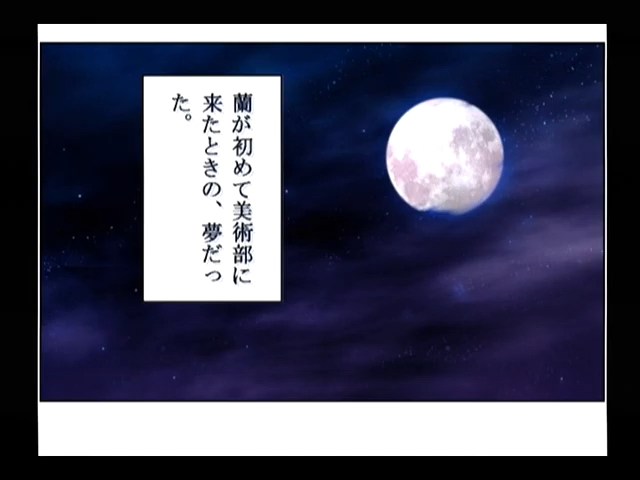 蘭が初めて美術部に
来たときの、夢だっ
た。